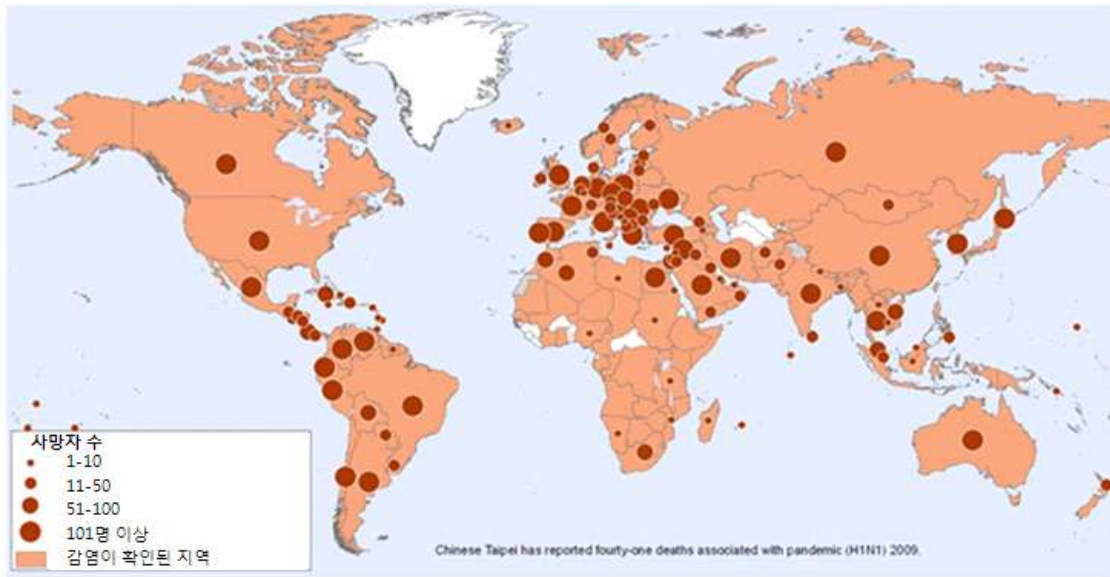 사망자 수
1-10
11-50
51-100
101명 이상
감염이 확인된 지역
Chinese Taipei has reported fourty-one deaths associated with pandemic (H1N1) 2009.